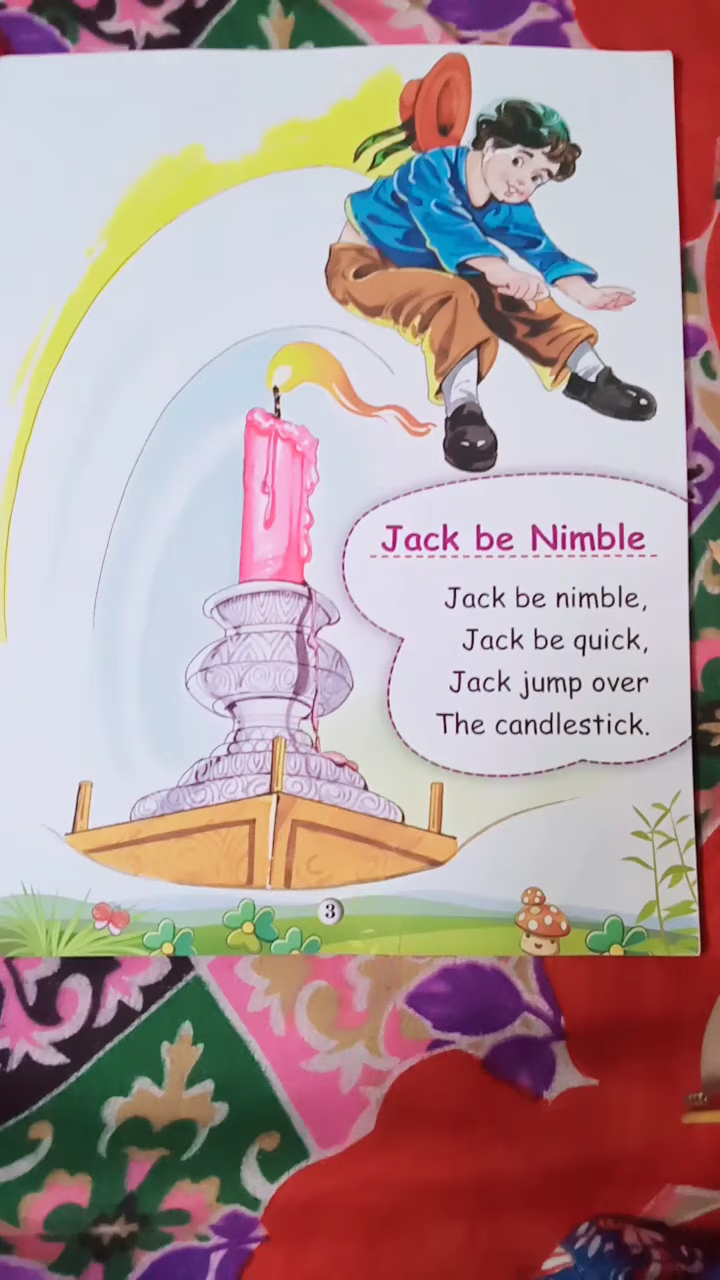 Jack be Nimble
Jack be nimble,
Jack be quick,
Jack jump over
The candlestick.
3